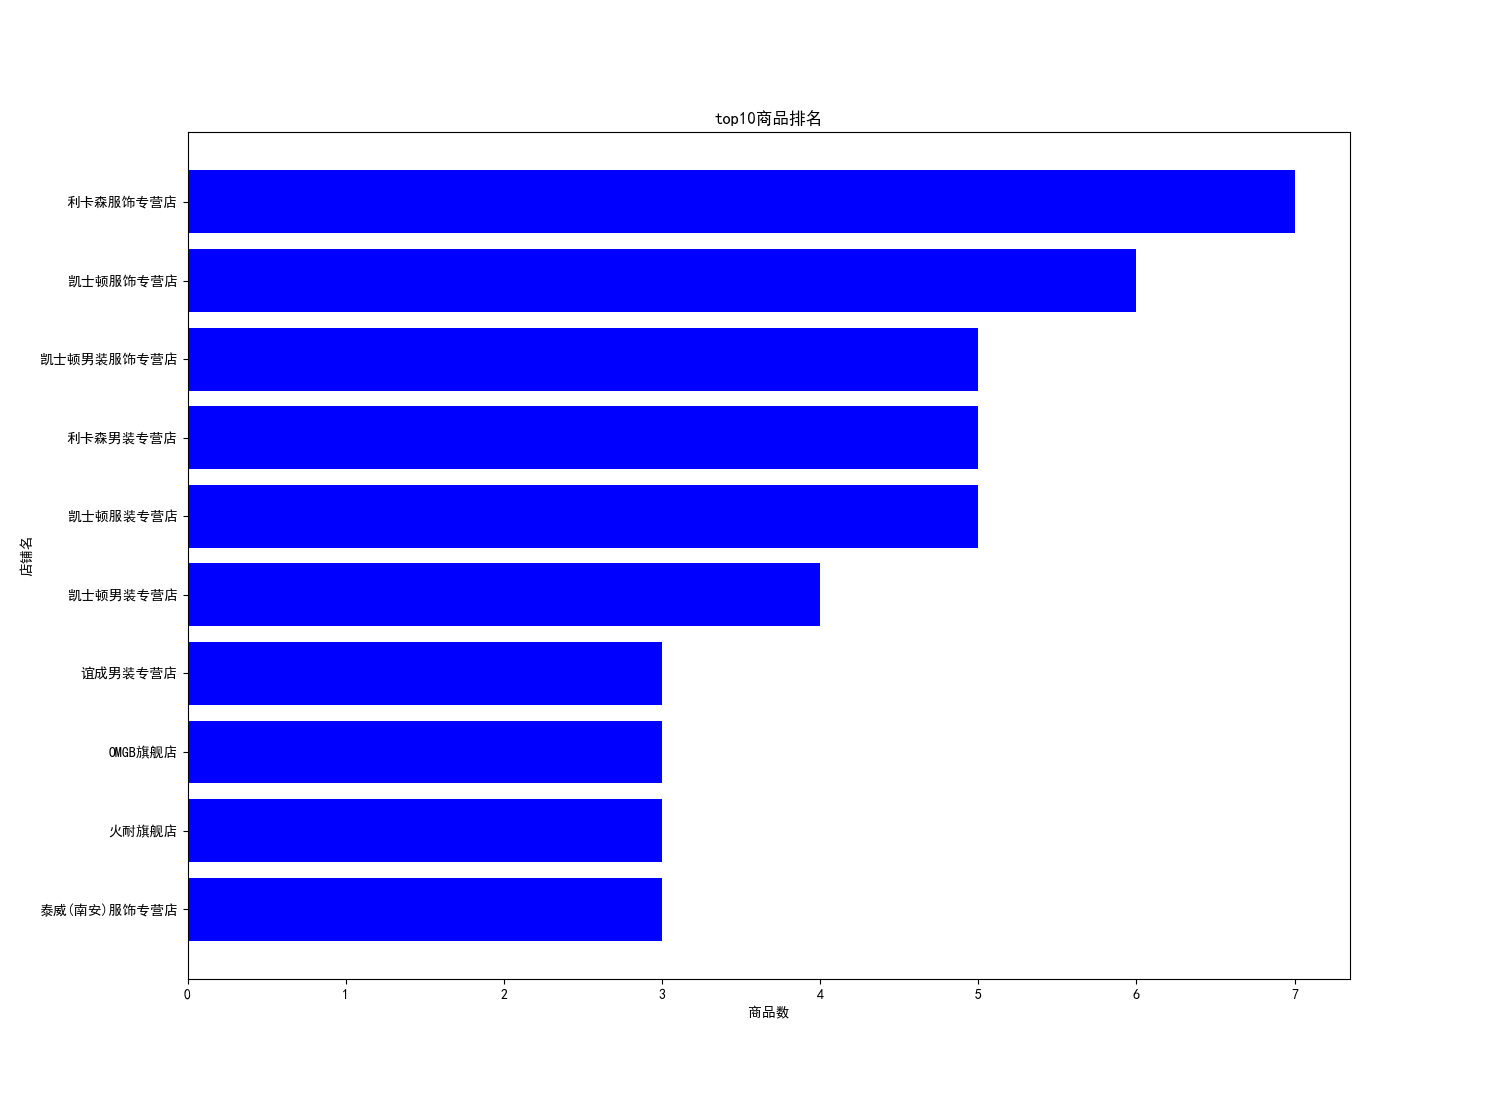 top10商品排名
利卡森服饰专营店
凯士顿服饰专营店
凯士顿男装服饰专营店
利卡森男装专营店
凯士顿服装专营店
凯士顿男装专营店
谊成男装专营店
OMGB旗舰店
火耐旗舰店
泰威(南安)服饰专营店
店铺名
0 1 2 3 4 5 6 7
商品数